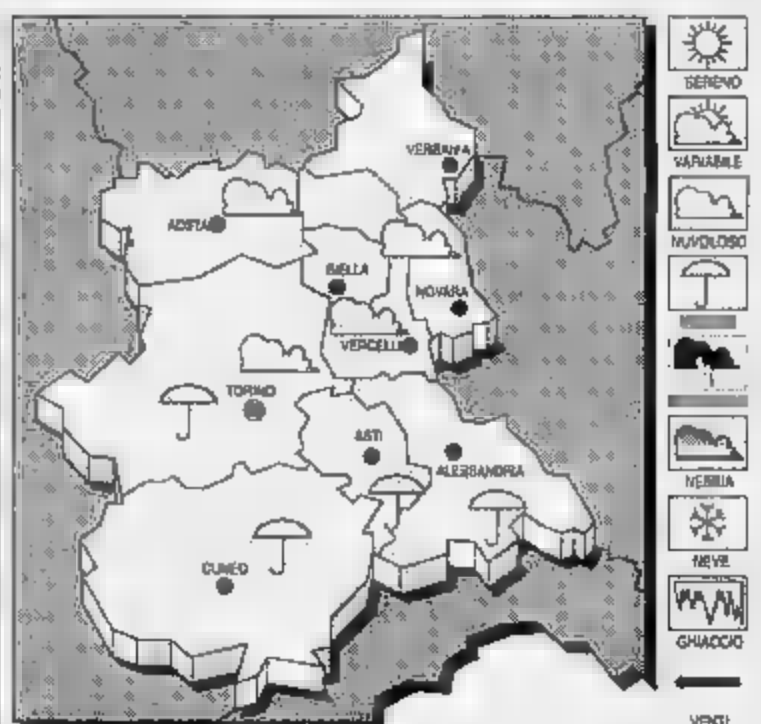 VERBANIA
AOSTA
BIELLA
NOVARA
VERCELLI
TORINO
ASTI
ALESSANDRIA
CUNEO
SERENO
VARIABILE
NUVOLOSO
NEBBIA
NEVE
GHIACCIO
VENTI